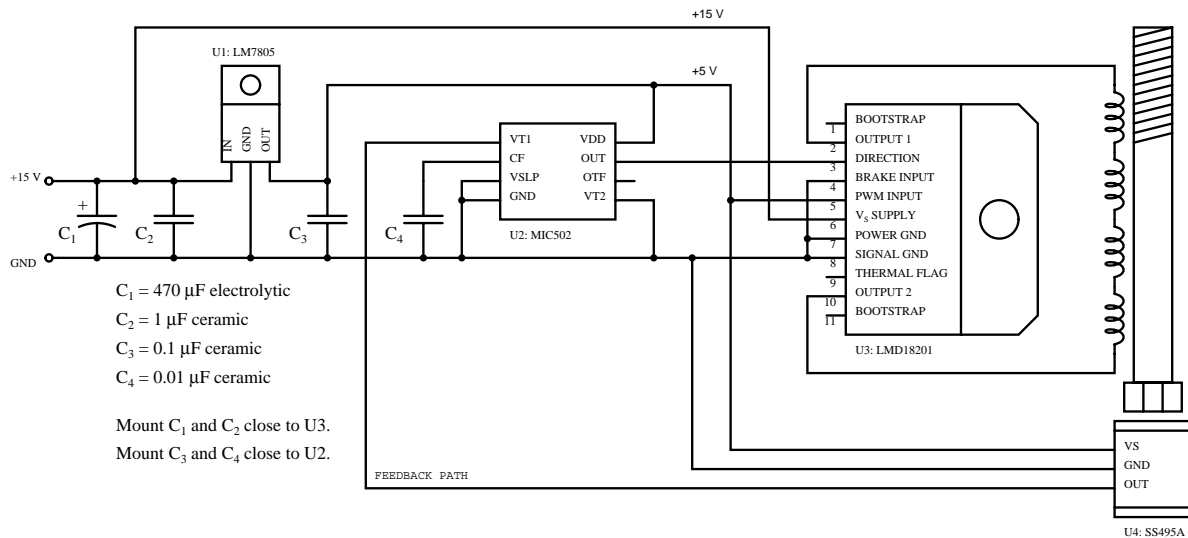 +15 V
U1: LM7805
+5 V
IN
GND
OUT
VT1
CF
VSLP
GND
VDD
OUT
OTF
VT2
U2: MIC502
1
2
3
4
5
6
7
8
9
10
11
BOOTSTRAP
OUTPUT 1
DIRECTION
BRAKE INPUT
PWM INPUT
VS SUPPLY
POWER GND
SIGNAL GND
THERMAL FLAG
OUTPUT 2
BOOTSTRAP
U3: LMD18201
+15 V
+
C1
C2
C3
C4
GND
C1 = 470 μF electrolytic
C2 = 1 μF ceramic
C3 = 0.1 μF ceramic
C4 = 0.01 μF ceramic
Mount C1 and C2 close to U3.
Mount C3 and C4 close to U2.
FEEDBACK PATH
VS
GND
OUT
U4: SS495A